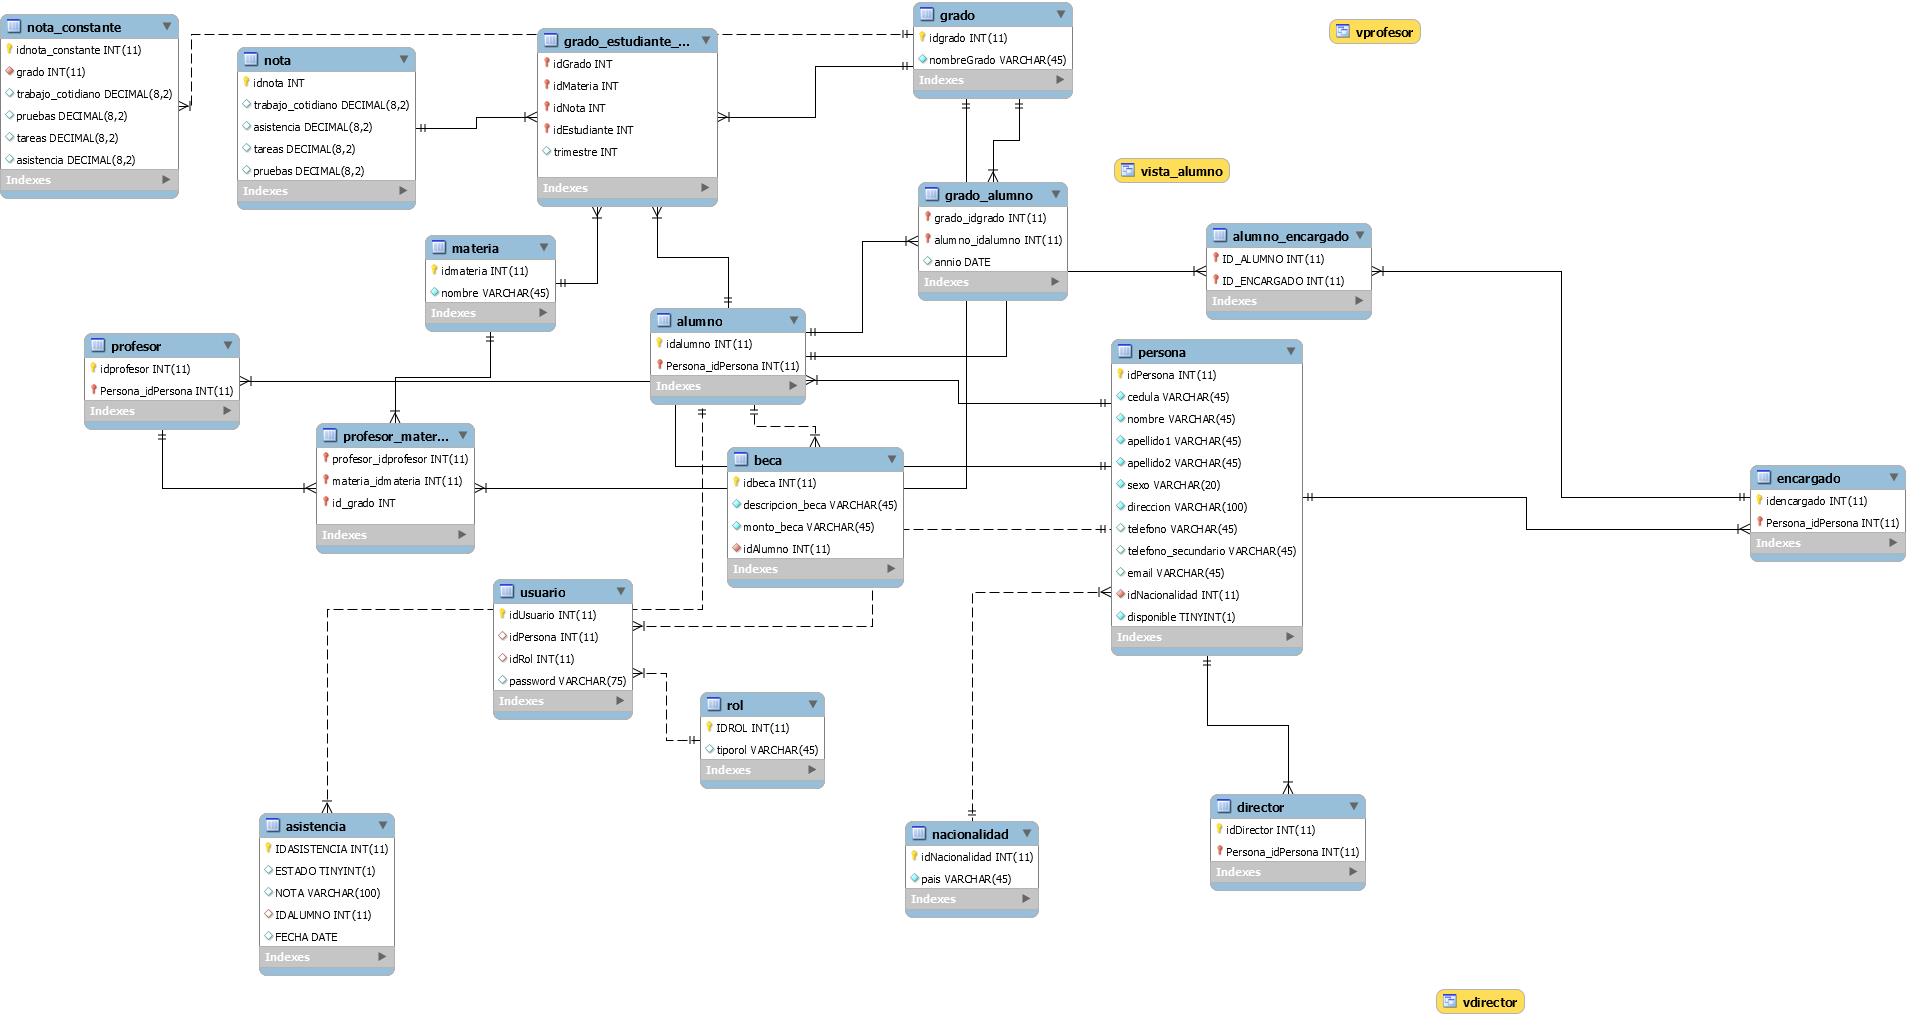 nota_constante
idnota_constante INT(11)
grado INT(11)
trabajo_cotidiano DECIMAL(8,2)
pruebas DECIMAL(8,2)
tareas DECIMAL(8,2)
asistencia DECIMAL(8,2)
Indexes
nota
idnota INT
trabajo_cotidiano DECIMAL(8,2)
asistencia DECIMAL(8,2)
tareas DECIMAL(8,2)
pruebas DECIMAL(8,2)
Indexes
grado_estudiante_...
idGrado INT
idMateria INT
idNota INT
idEstudiante INT
trimestre INT
Indexes
grado
idgrado INT(11)
nombreGrado VARCHAR(45)
Indexes
vprofesor
vista_alumno
grado_alumno
grado_idgrado INT(11)
alumno_idalumno INT(11)
annio DATE
Indexes
alumno_encargado
ID_ALUMNO INT(11)
ID_ENCARGADO INT(11)
Indexes
materia
idmateria INT(11)
nombre VARCHAR(45)
Indexes
alumno
idalumno INT(11)
Persona_idPersona INT(11)
Indexes
profesor
idprofesor INT(11)
Persona_idPersona INT(11)
Indexes
persona
idPersona INT(11)
cedula VARCHAR(45)
nombre VARCHAR(45)
apellido1 VARCHAR(45)
apellido2 VARCHAR(45)
sexo VARCHAR(20)
direccion VARCHAR(100)
telefono VARCHAR(45)
telefono_secundario VARCHAR(45)
email VARCHAR(45)
idNacionalidad INT(11)
disponible TINYINT(1)
Indexes
profesor_mater...
profesor_idprofesor INT(11)
materia_idmateria INT(11)
id_grado INT
Indexes
beca
idbeca INT(11)
descripcion_beca VARCHAR(45)
monto_beca VARCHAR(45)
idAlumno INT(11)
Indexes
encargado
idencargado INT(11)
Persona_idPersona INT(11)
Indexes
usuario
idUsuario INT(11)
idPersona INT(11)
idRol INT(11)
password VARCHAR(75)
Indexes
rol
IDROL INT(11)
tiporol VARCHAR(45)
Indexes
asistencia
IDASISTENCIA INT(11)
ESTADO TINYINT(1)
NOTA VARCHAR(100)
IDALUMNO INT(11)
FECHA DATE
Indexes
nacionalidad
idNacionalidad INT(11)
pais VARCHAR(45)
Indexes
director
idDirector INT(11)
Persona_idPersona INT(11)
Indexes
vdirector